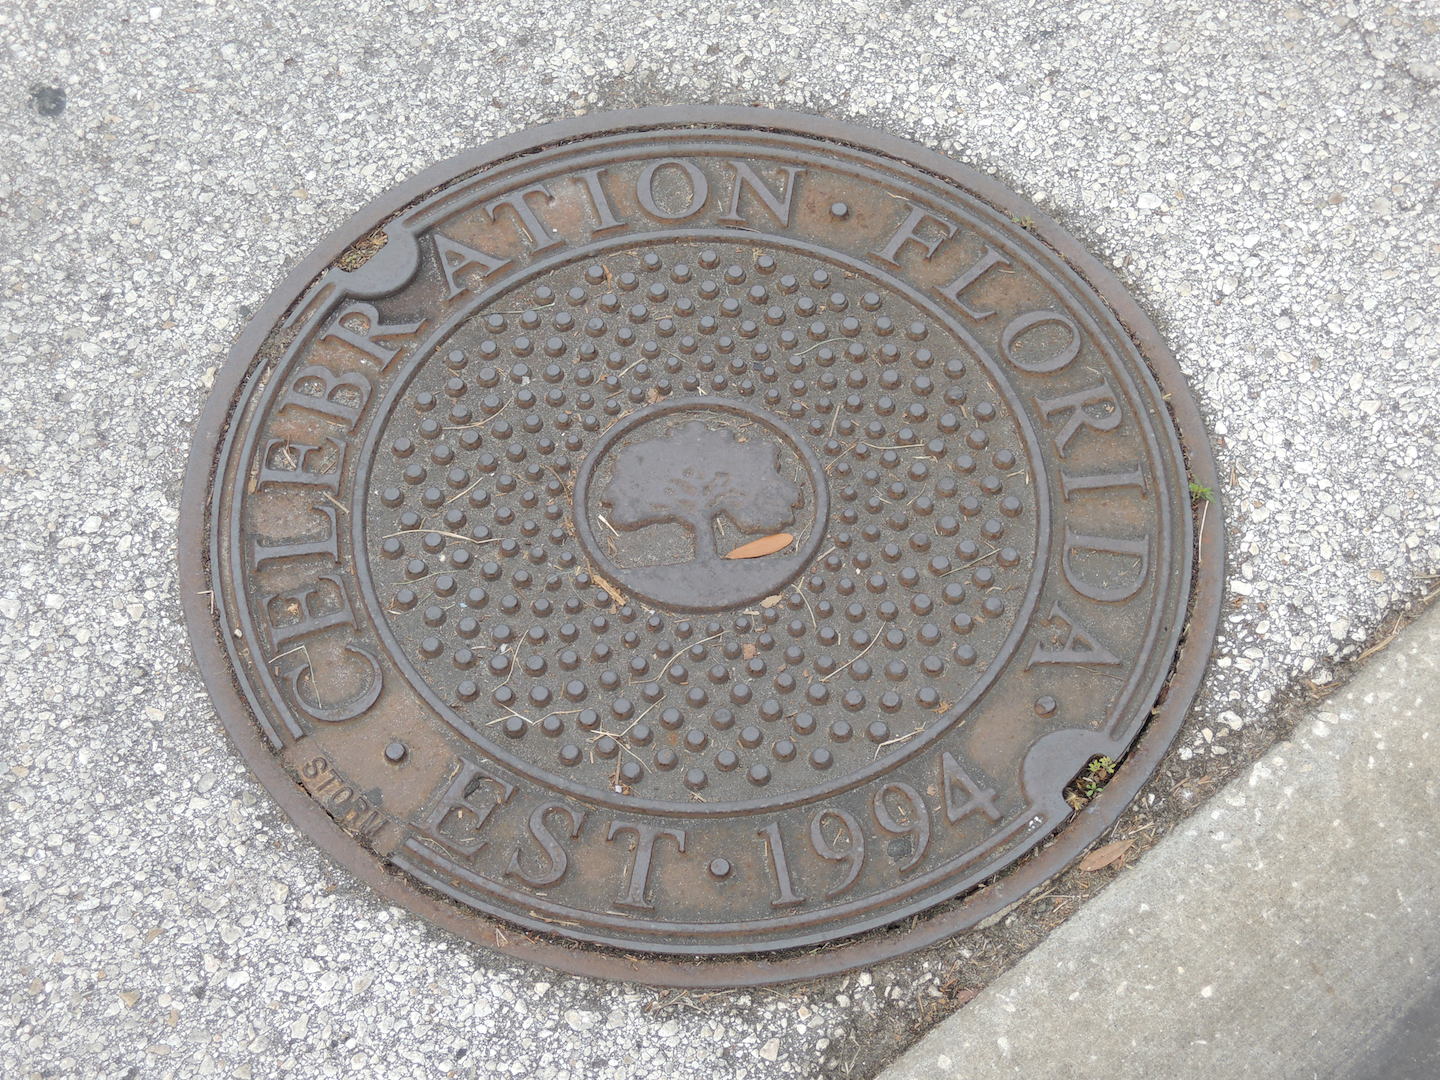 CELEBRATION · FLORIDA ·
EST · 1994
STORM